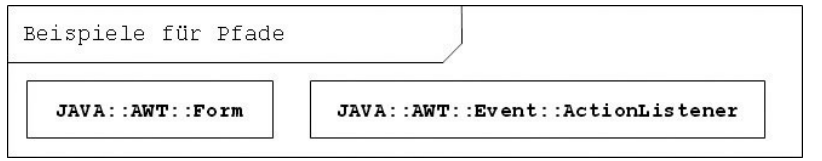 Beispiele für Pfade
JAVA::AWT::Form
JAVA::AWT::Event::ActionListener